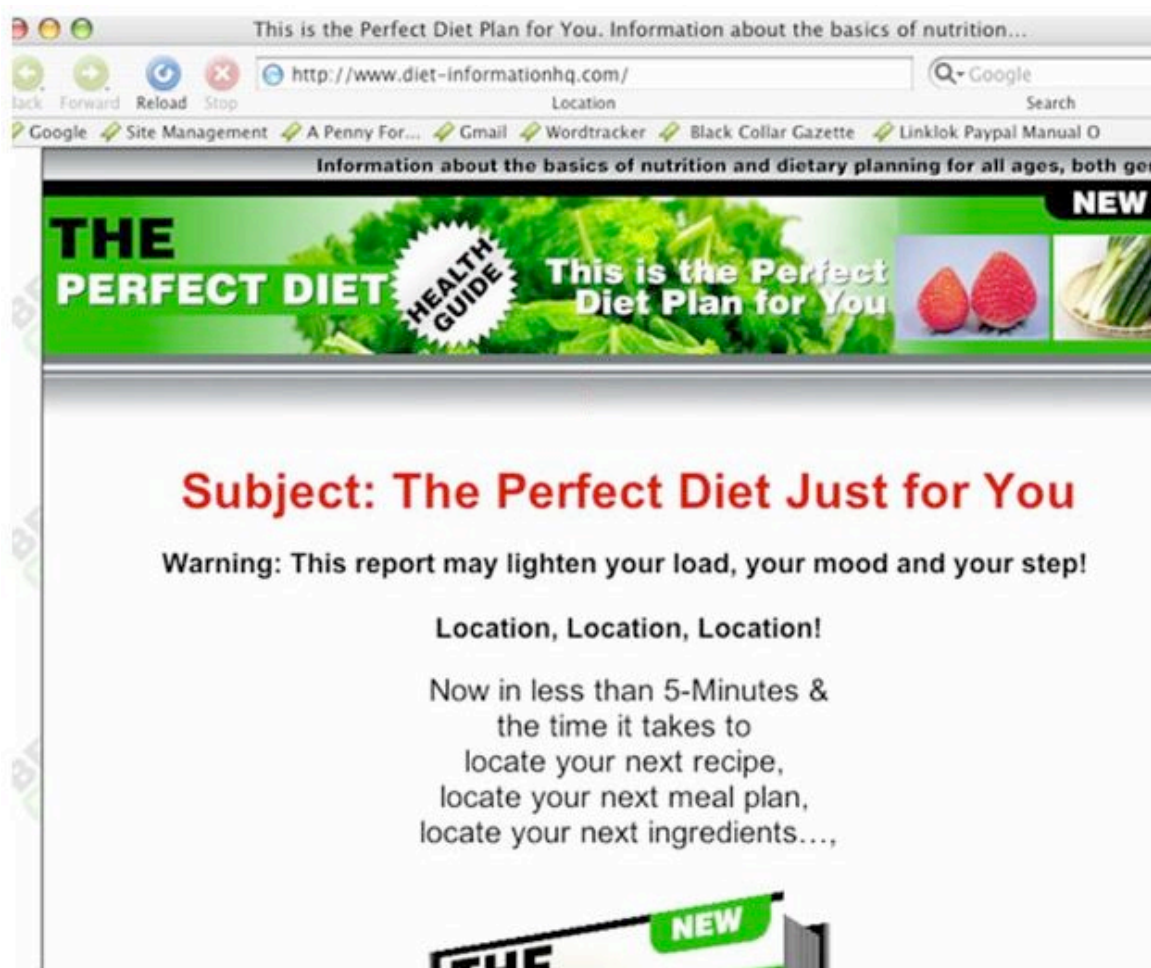 This is the Perfect Diet Plan for You. Information about the basics of nutrition...
http://www.diet-informationhq.com/
Google
Back Forward Reload Stop Location Search
Google Site Management A Penny For... Gmail Wordtracker Black Collar Gazette Linklok Paypal Manual O
Information about the basics of nutrition and dietary planning for all ages, both ge
NEW
THE
PERFECT DIET
HEALTH
GUIDE
This is the Perfect
Diet Plan for You
Subject: The Perfect Diet Just for You
Warning: This report may lighten your load, your mood and your step!
Location, Location, Location!
Now in less than 5-Minutes &
the time it takes to
locate your next recipe,
locate your next meal plan,
locate your next ingredients...,
NEW
THE